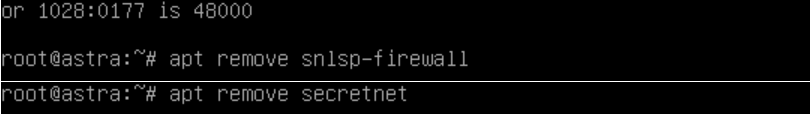 or 1028:0177 is 48000
root@astra:~# apt remove snlsp-firewall
root@astra:~# apt remove secretnet